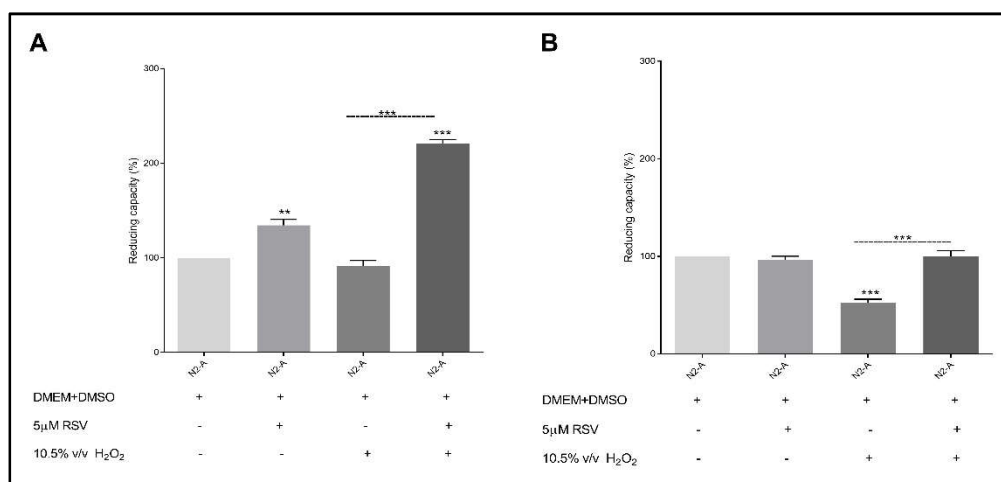 A
300
200
100
0
Reducing capacity (%)
**
***
***
N2-A N2-A N2-A N2-A
DMEM+DMSO + + + +
5μM RSV - + - +
10.5% v/v H₂O₂ - - + +
B
300
200
100
0
Reducing capacity (%)
***
***
N2-A N2-A N2-A N2-A
DMEM+DMSO + + + +
5μM RSV - + - +
10.5% v/v H₂O₂ - - + +